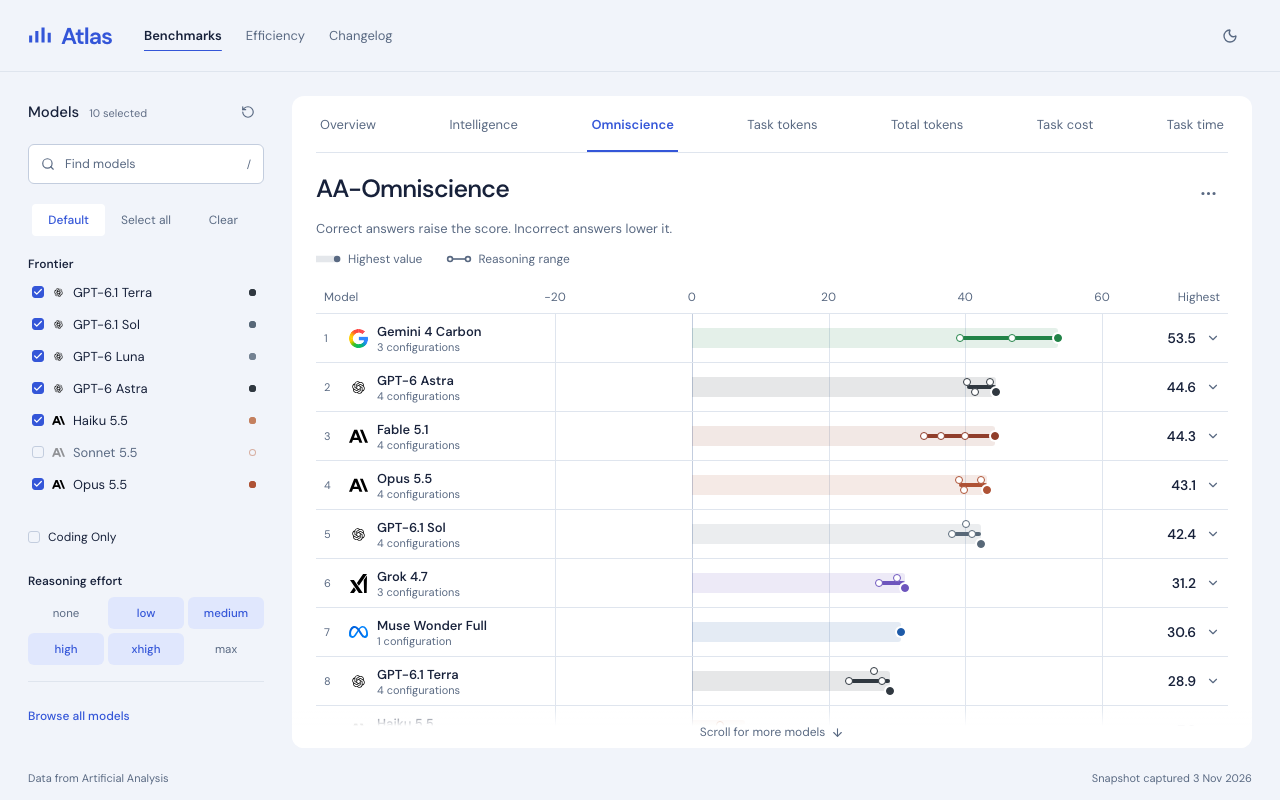 Atlas
Benchmarks Efficiency Changelog
Models 10 selected
Find models /
Default Select all Clear
Frontier
GPT-6.1 Terra
GPT-6.1 Sol
GPT-6 Luna
GPT-6 Astra
Haiku 5.5
Sonnet 5.5
Opus 5.5
Coding Only
Reasoning effort
none low medium
high xhigh max
Browse all models
Overview Intelligence Omniscience Task tokens Total tokens Task cost Task time
AA-Omniscience
Correct answers raise the score. Incorrect answers lower it.
Highest value Reasoning range
Model -20 0 20 40 60 Highest
1 Gemini 4 Carbon 53.5
3 configurations
2 GPT-6 Astra 44.6
4 configurations
3 Fable 5.1 44.3
4 configurations
4 Opus 5.5 43.1
4 configurations
5 GPT-6.1 Sol 42.4
4 configurations
6 Grok 4.7 31.2
3 configurations
7 Muse Wonder Full 30.6
1 configuration
8 GPT-6.1 Terra 28.9
4 configurations
Haiku 5.5
Scroll for more models
Data from Artificial Analysis
Snapshot captured 3 Nov 2026